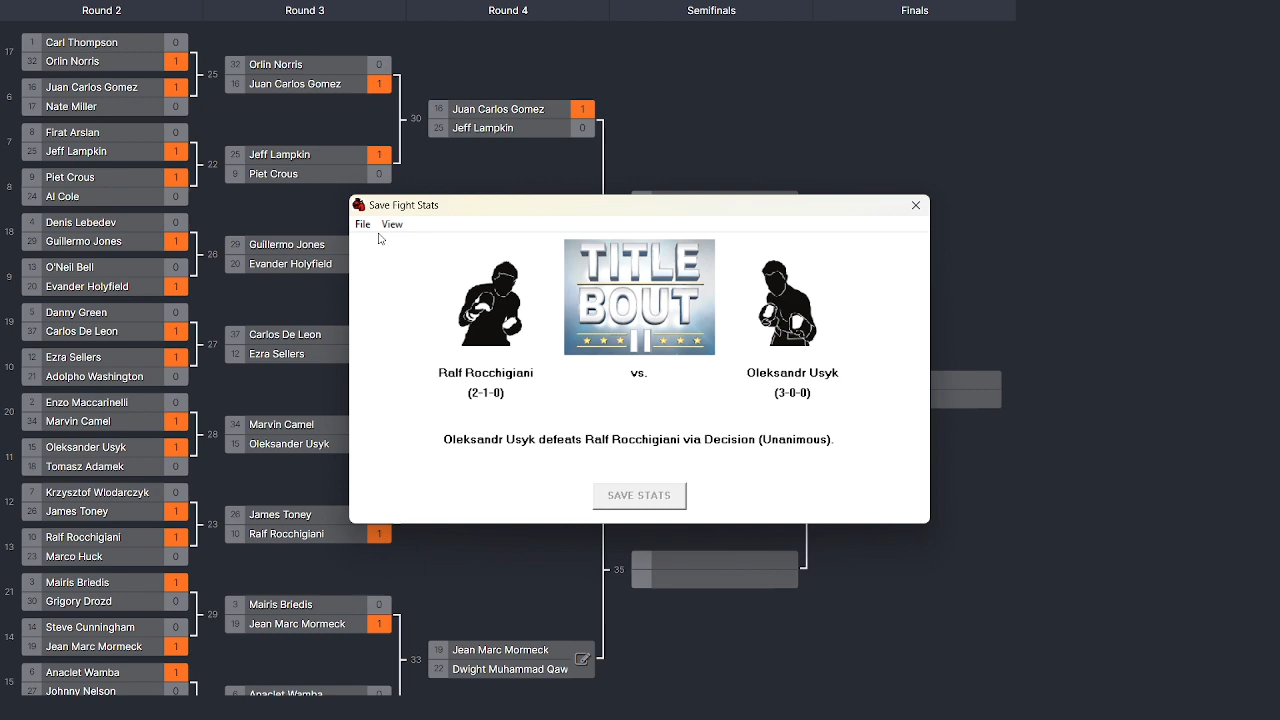 Round 2
Round 3
Round 4
Semifinals
Finals
17
1 Carl Thompson 0
32 Orlin Norris 1
6
16 Juan Carlos Gomez 1
17 Nate Miller 0
7
8 Firat Arslan 0
25 Jeff Lampkin 1
8
9 Piet Crous 1
24 Al Cole 0
18
4 Denis Lebedev 0
29 Guillermo Jones 1
9
13 O'Neil Bell 0
20 Evander Holyfield 1
19
5 Daryle Green 0
37 Carlos De Leon 1
10
12 Ezra Sellers 1
21 Adolpho Washington 0
20
2 Enzo Maccarinelli 0
34 Marvin Camel 1
11
15 Oleksander Usyk 1
18 Tomasz Adamek 0
12
7 Krzysztof Wlodarczyk 0
26 James Toney 1
13
10 Ralf Rocchigiani 1
23 Marco Huck 0
21
3 Mairis Briedis 1
30 Grigory Drozd 0
14
14 Steve Cunningham 0
19 Jean Marc Mormeck 1
15
6 Anaclet Wamba 1
27 Johnny Nelson 0
25
32 Orlin Norris 0
16 Juan Carlos Gomez 1
22
25 Jeff Lampkin 1
9 Piet Crous 0
26
29 Guillermo Jones
20 Evander Holyfield
27
37 Carlos De Leon
12 Ezra Sellers
28
34 Marvin Camel
15 Oleksander Usyk
23
26 James Toney
10 Ralf Rocchigiani 1
29
3 Mairis Briedis 0
19 Jean Marc Mormeck 1
6 Anaclet Wamba 1
30
16 Juan Carlos Gomez 1
25 Jeff Lampkin 0
33
19 Jean Marc Mormeck
22 Dwight Muhammad Qaw
35
Save Fight Stats
File View
TITLE
BOUT
II
Ralf Rocchigiani
vs.
Oleksandr Usyk
(2-1-0)
(3-0-0)
Oleksandr Usyk defeats Ralf Rocchigiani via Decision (Unanimous).
SAVE STATS